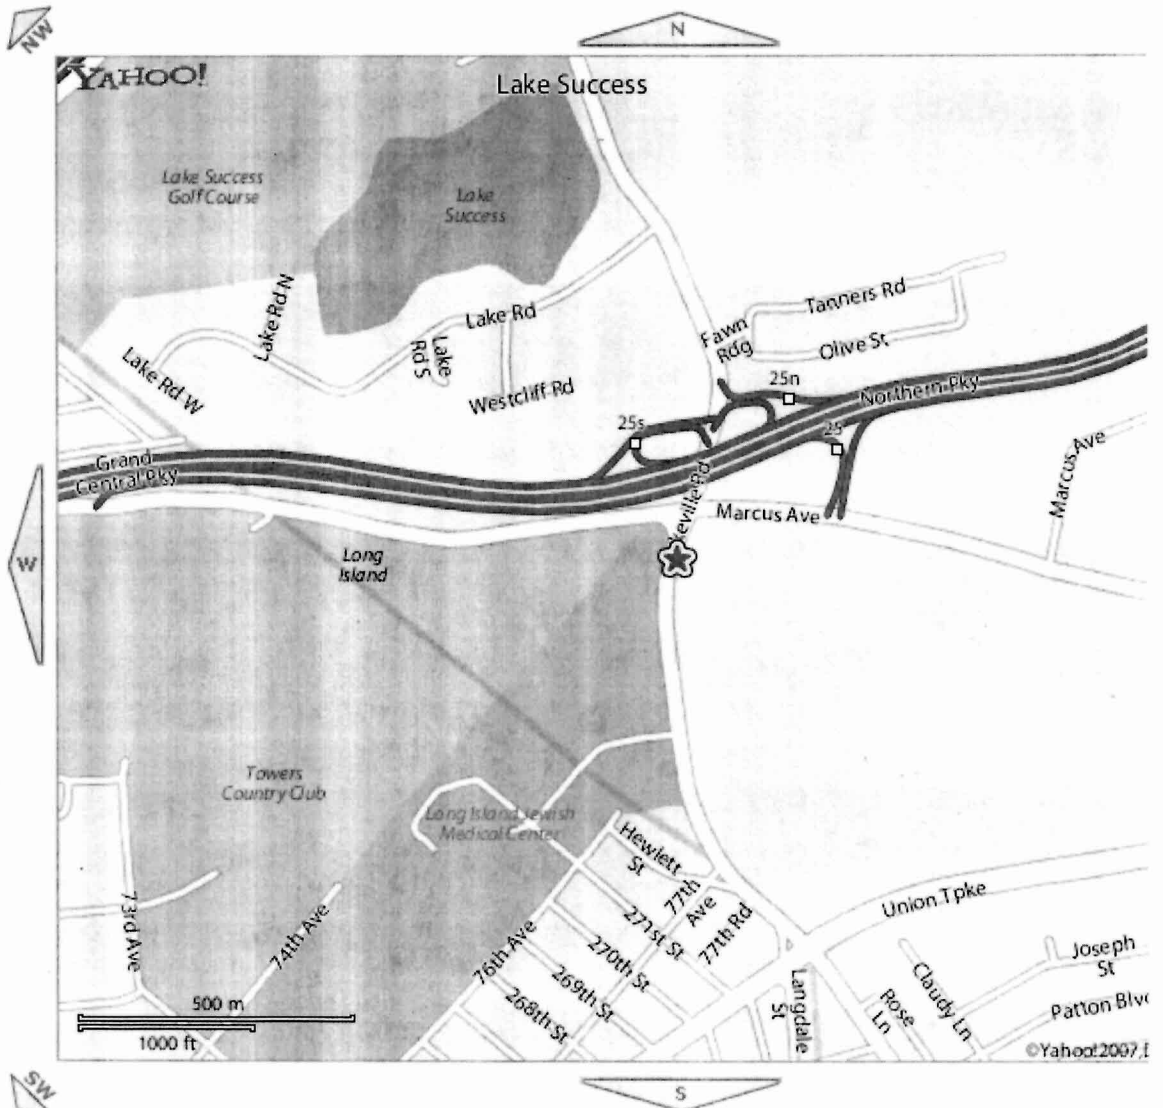 NW
N
YAHOO!
Lake Success
Lake Success
Golf Course
Lake
Success
Lake Rd N
Lake Rd
Tanners Rd
Fawn
Rdg
Olive St
Lake
Rd S
Lake Rd W
Westcliff Rd
25n
Northern Pky
25s
25
Grand
Central Pky
Marcus Ave
keville Rd
Marcus Ave
W
Long
Island
Towers
Country Club
Long Island Jewish
Medical Center
Hewlett
St
77th
Ave
271st St
77th Rd
Union Tpke
73rd Ave
74th Ave
76th Ave
270th St
269th St
268th St
Joseph
St
Claudy Ln
Rose
Ln
Langdale
St
Patton Blvd
500 m
1000 ft
©Yahoo! 2007,
SW
S